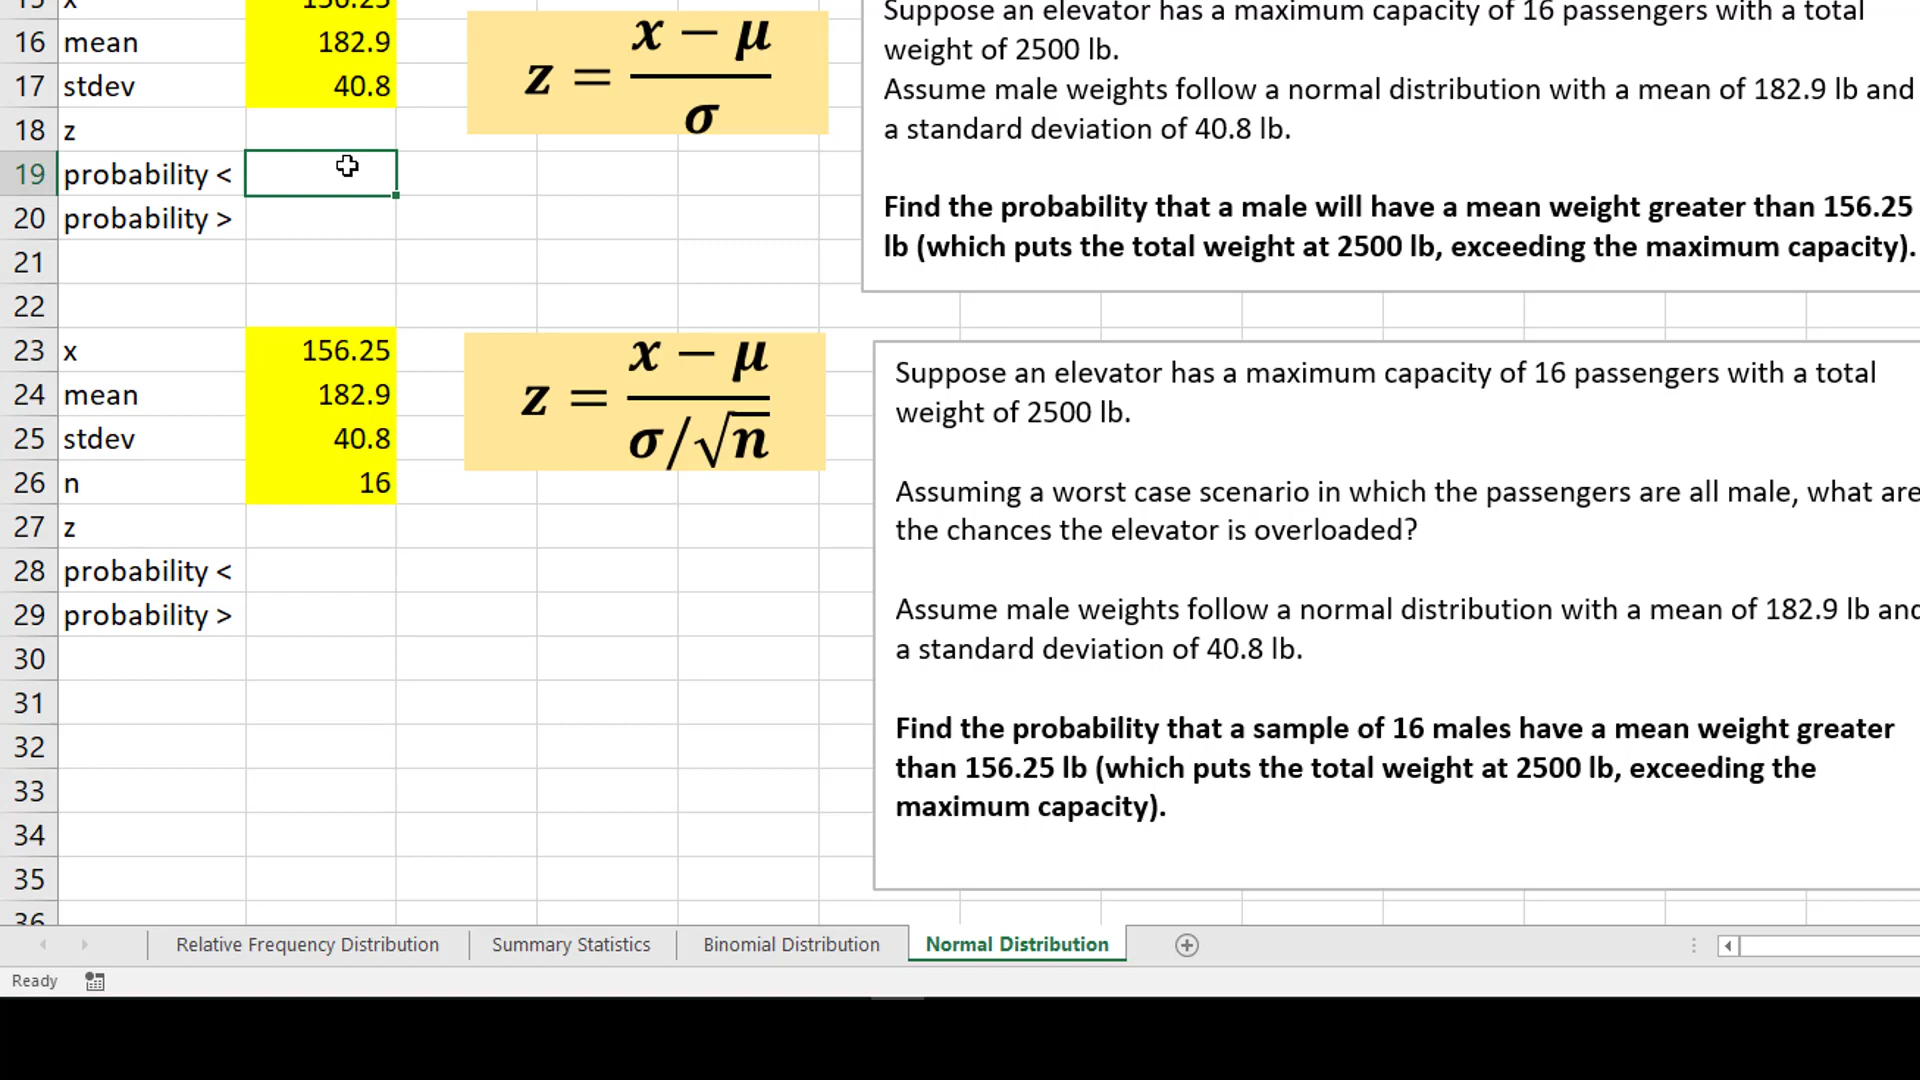 15 x 156.25
16 mean 182.9
17 stdev 40.8
18 z
19 probability <
20 probability >
21
22
z = x − μ / σ
Suppose an elevator has a maximum capacity of 16 passengers with a total
weight of 2500 lb.
Assume male weights follow a normal distribution with a mean of 182.9 lb and
a standard deviation of 40.8 lb.
Find the probability that a male will have a mean weight greater than 156.25
lb (which puts the total weight at 2500 lb, exceeding the maximum capacity).
23 x 156.25
24 mean 182.9
25 stdev 40.8
26 n 16
27 z
28 probability <
29 probability >
30
31
32
33
34
35
36
z = x − μ / σ/√n
Suppose an elevator has a maximum capacity of 16 passengers with a total
weight of 2500 lb.
Assuming a worst case scenario in which the passengers are all male, what are
the chances the elevator is overloaded?
Assume male weights follow a normal distribution with a mean of 182.9 lb and
a standard deviation of 40.8 lb.
Find the probability that a sample of 16 males have a mean weight greater
than 156.25 lb (which puts the total weight at 2500 lb, exceeding the
maximum capacity).
Relative Frequency Distribution Summary Statistics Binomial Distribution Normal Distribution
Ready